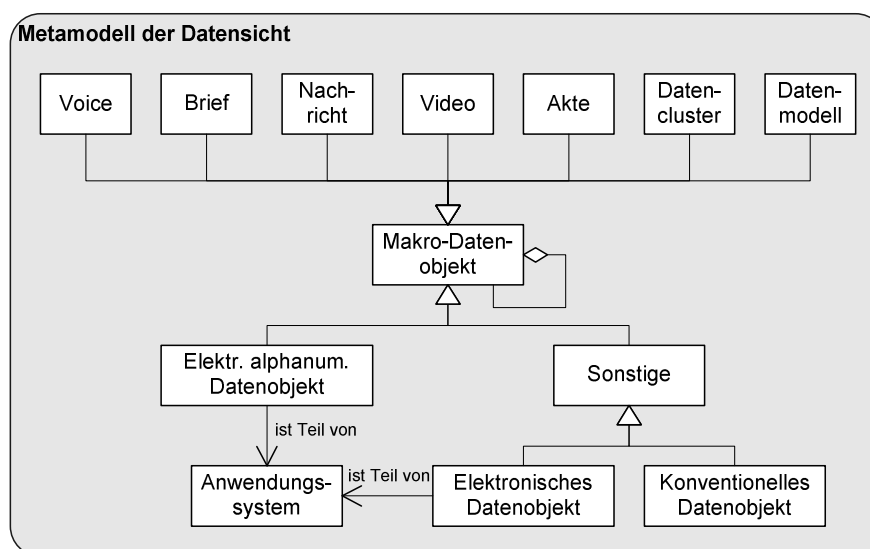 Metamodell der Datensicht
Voice
Brief
Nach-
richt
Video
Akte
Daten-
cluster
Daten-
modell
Makro-Daten-
objekt
Elektr. alphanum.
Datenobjekt
Sonstige
ist Teil von
Anwendungs-
system
ist Teil von
Elektronisches
Datenobjekt
Konventionelles
Datenobjekt